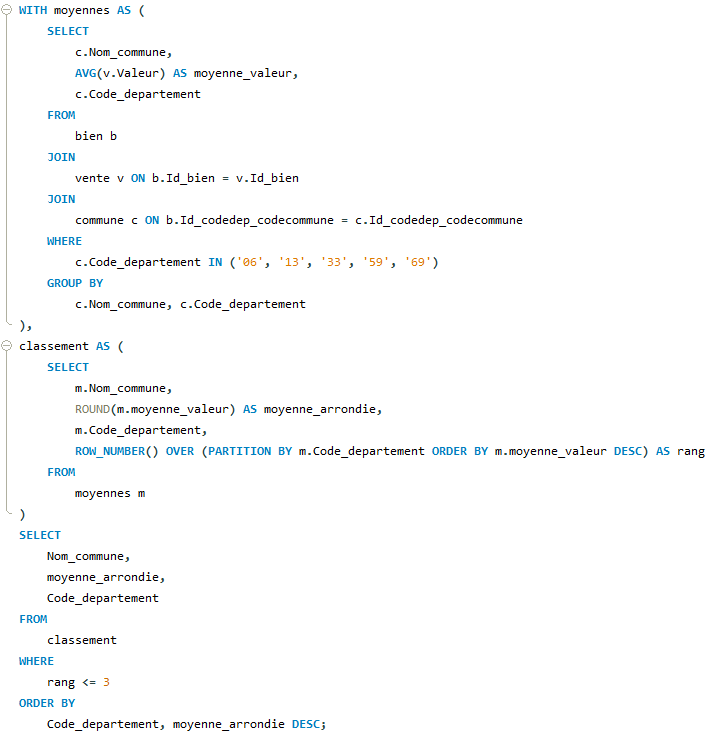 WITH moyennes AS (
    SELECT
        c.Nom_commune,
        AVG(v.Valeur) AS moyenne_valeur,
        c.Code_departement
    FROM
        bien b
    JOIN
        vente v ON b.Id_bien = v.Id_bien
    JOIN
        commune c ON b.Id_codedep_codecommune = c.Id_codedep_codecommune
    WHERE
        c.Code_departement IN ('06', '13', '33', '59', '69')
    GROUP BY
        c.Nom_commune, c.Code_departement
),
classement AS (
    SELECT
        m.Nom_commune,
        ROUND(m.moyenne_valeur) AS moyenne_arrondie,
        m.Code_departement,
        ROW_NUMBER() OVER (PARTITION BY m.Code_departement ORDER BY m.moyenne_valeur DESC) AS rang
    FROM
        moyennes m
)
SELECT
    Nom_commune,
    moyenne_arrondie,
    Code_departement
FROM
    classement
WHERE
    rang <= 3
ORDER BY
    Code_departement, moyenne_arrondie DESC;